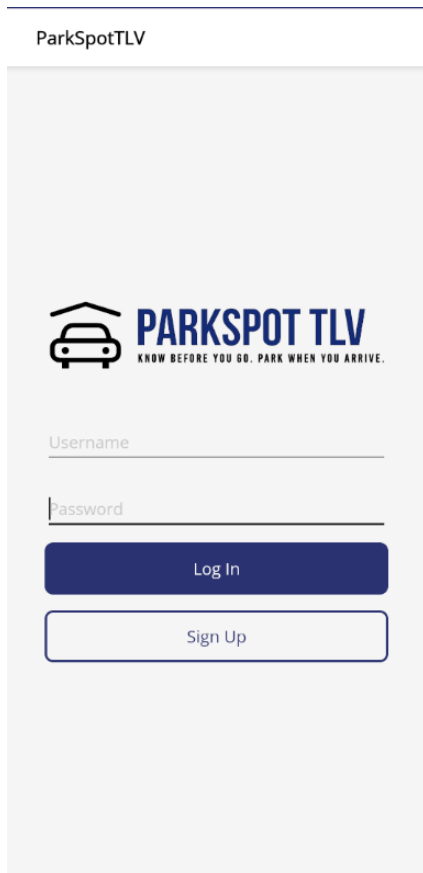 ParkSpotTLV
PARKSPOT TLV
KNOW BEFORE YOU GO. PARK WHEN YOU ARRIVE.
Username
Password
Log In
Sign Up